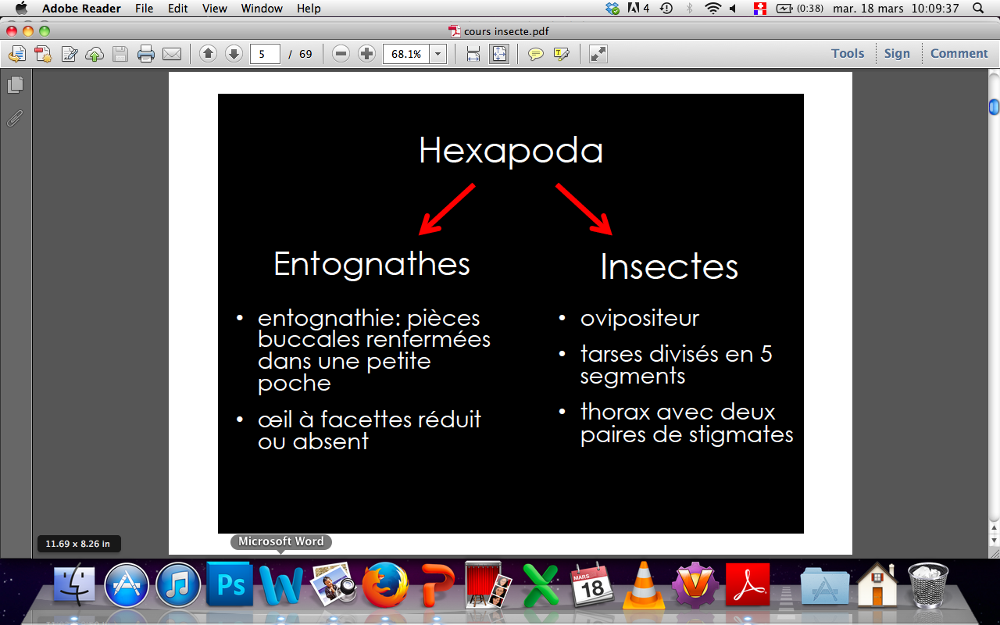 Adobe Reader File Edit View Window Help 4 (0:38) mar. 18 mars 10:09:37
cours insecte.pdf
5 / 69 68.1% Tools Sign Comment
Hexapoda
Entognathes
• entognathie: pièces
buccales renfermées
dans une petite
poche
• œil à facettes réduit
ou absent
Insectes
• ovipositeur
• tarses divisés en 5
segments
• thorax avec deux
paires de stigmates
11.69 x 8.26 in
Microsoft Word
Ps
MARS
18